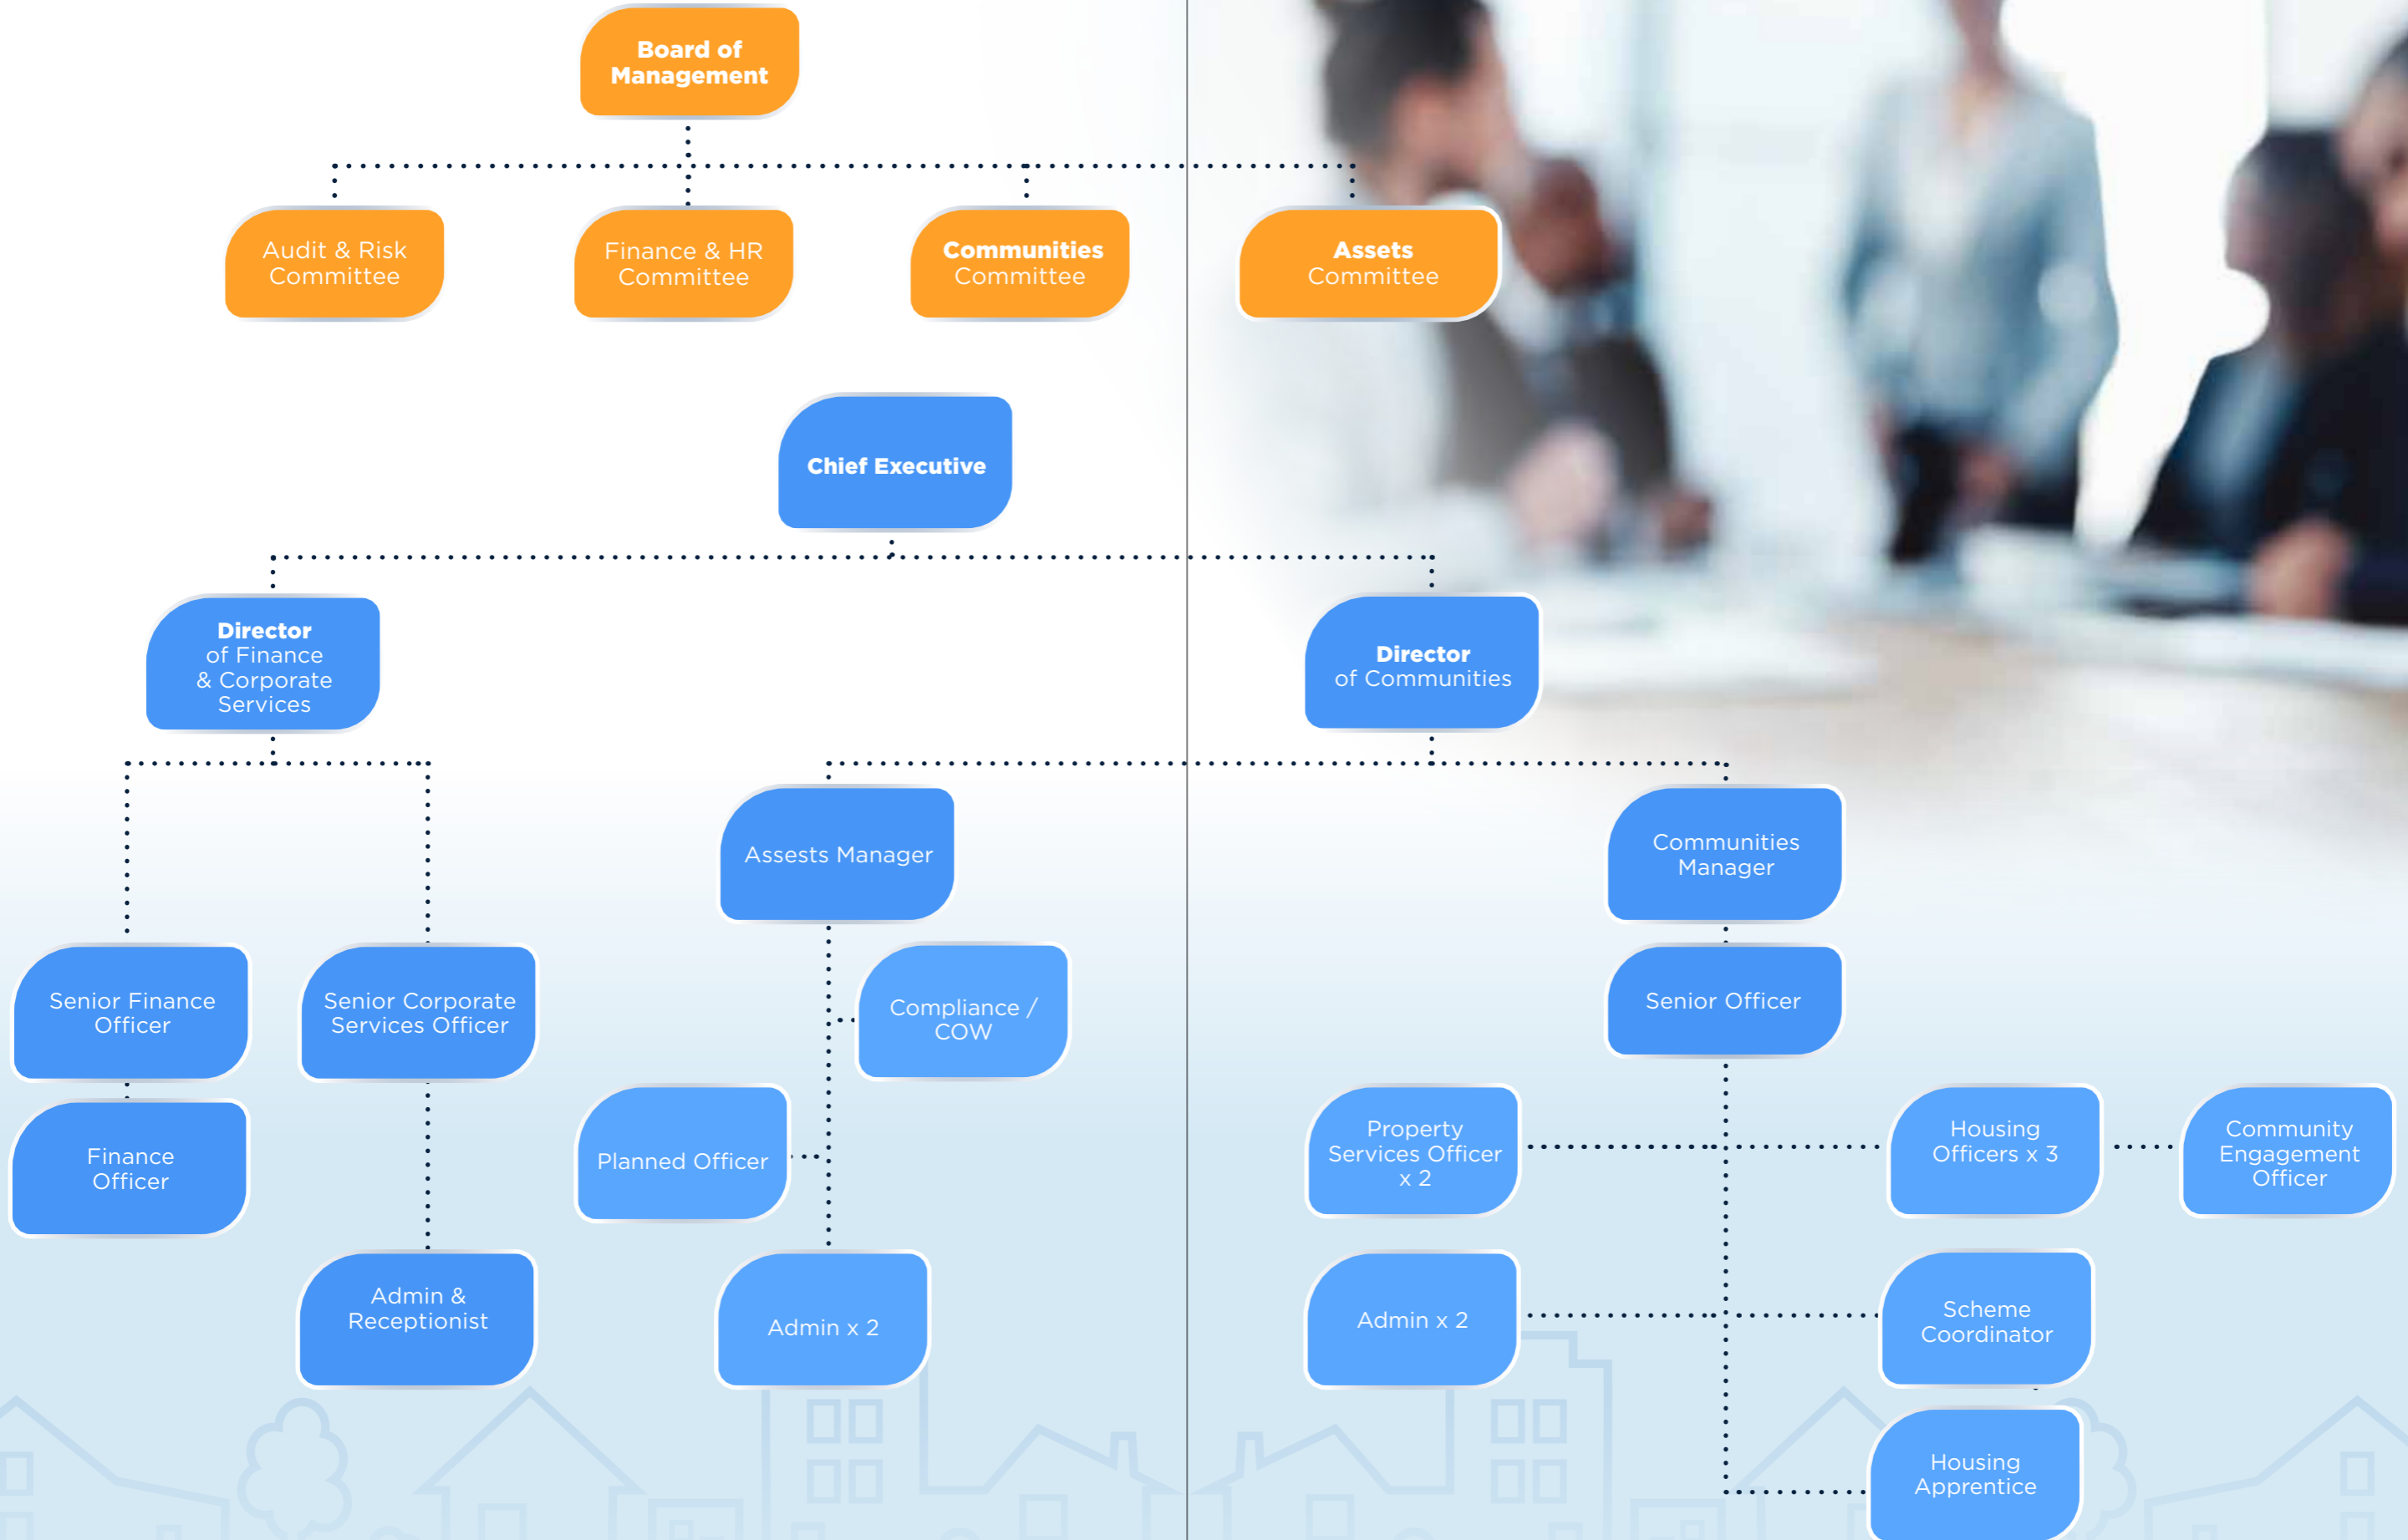 Board of
Management
Audit & Risk
Committee
Finance & HR
Committee
Communities
Committee
Assets
Committee
Chief Executive
Director
of Finance
& Corporate
Services
Director
of Communities
Assests Manager
Communities
Manager
Senior Finance
Officer
Senior Corporate
Services Officer
Compliance /
COW
Senior Officer
Finance
Officer
Planned Officer
Property
Services Officer
x 2
Housing
Officers x 3
Community
Engagement
Officer
Admin &
Receptionist
Admin x 2
Admin x 2
Scheme
Coordinator
Housing
Apprentice